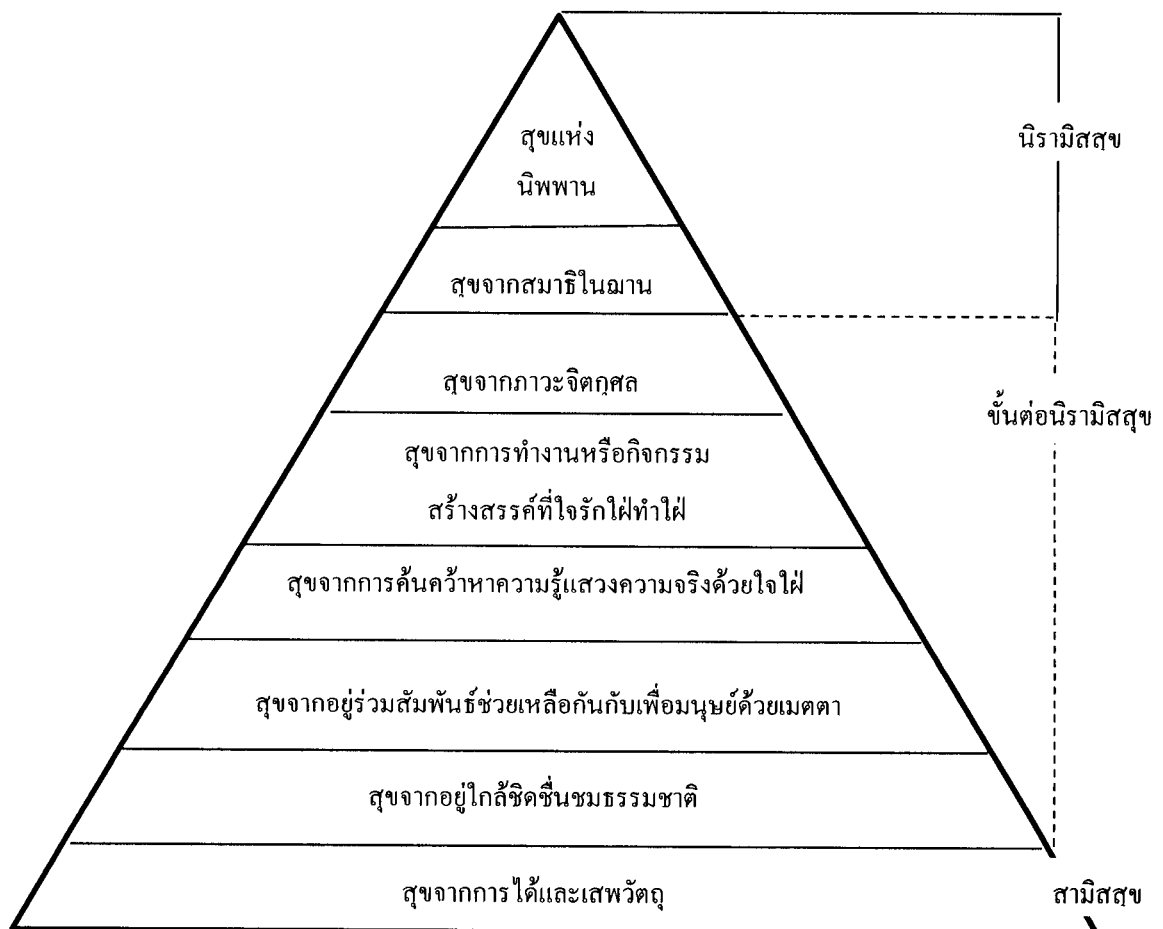 สุขแห่ง
นิพพาน
นิรามิสสุข
สุขจากสมาธิในฌาน
สุขจากภาวะจิตกุศล
ขั้นต่อนิรามิสสุข
สุขจากการทำงานหรือกิจกรรม
สร้างสรรค์ที่ใจรักใฝ่ทำใฝ่
สุขจากการค้นคว้าหาความรู้แสวงความจริงด้วยใจใฝ่
สุขจากอยู่ร่วมสัมพันธ์ช่วยเหลือกันกับเพื่อมนุษย์ด้วยเมตตา
สุขจากอยู่ใกล้ชิดชื่นชมธรรมชาติ
สุขจากการได้และเสพวัตถุ
สามิสสุข